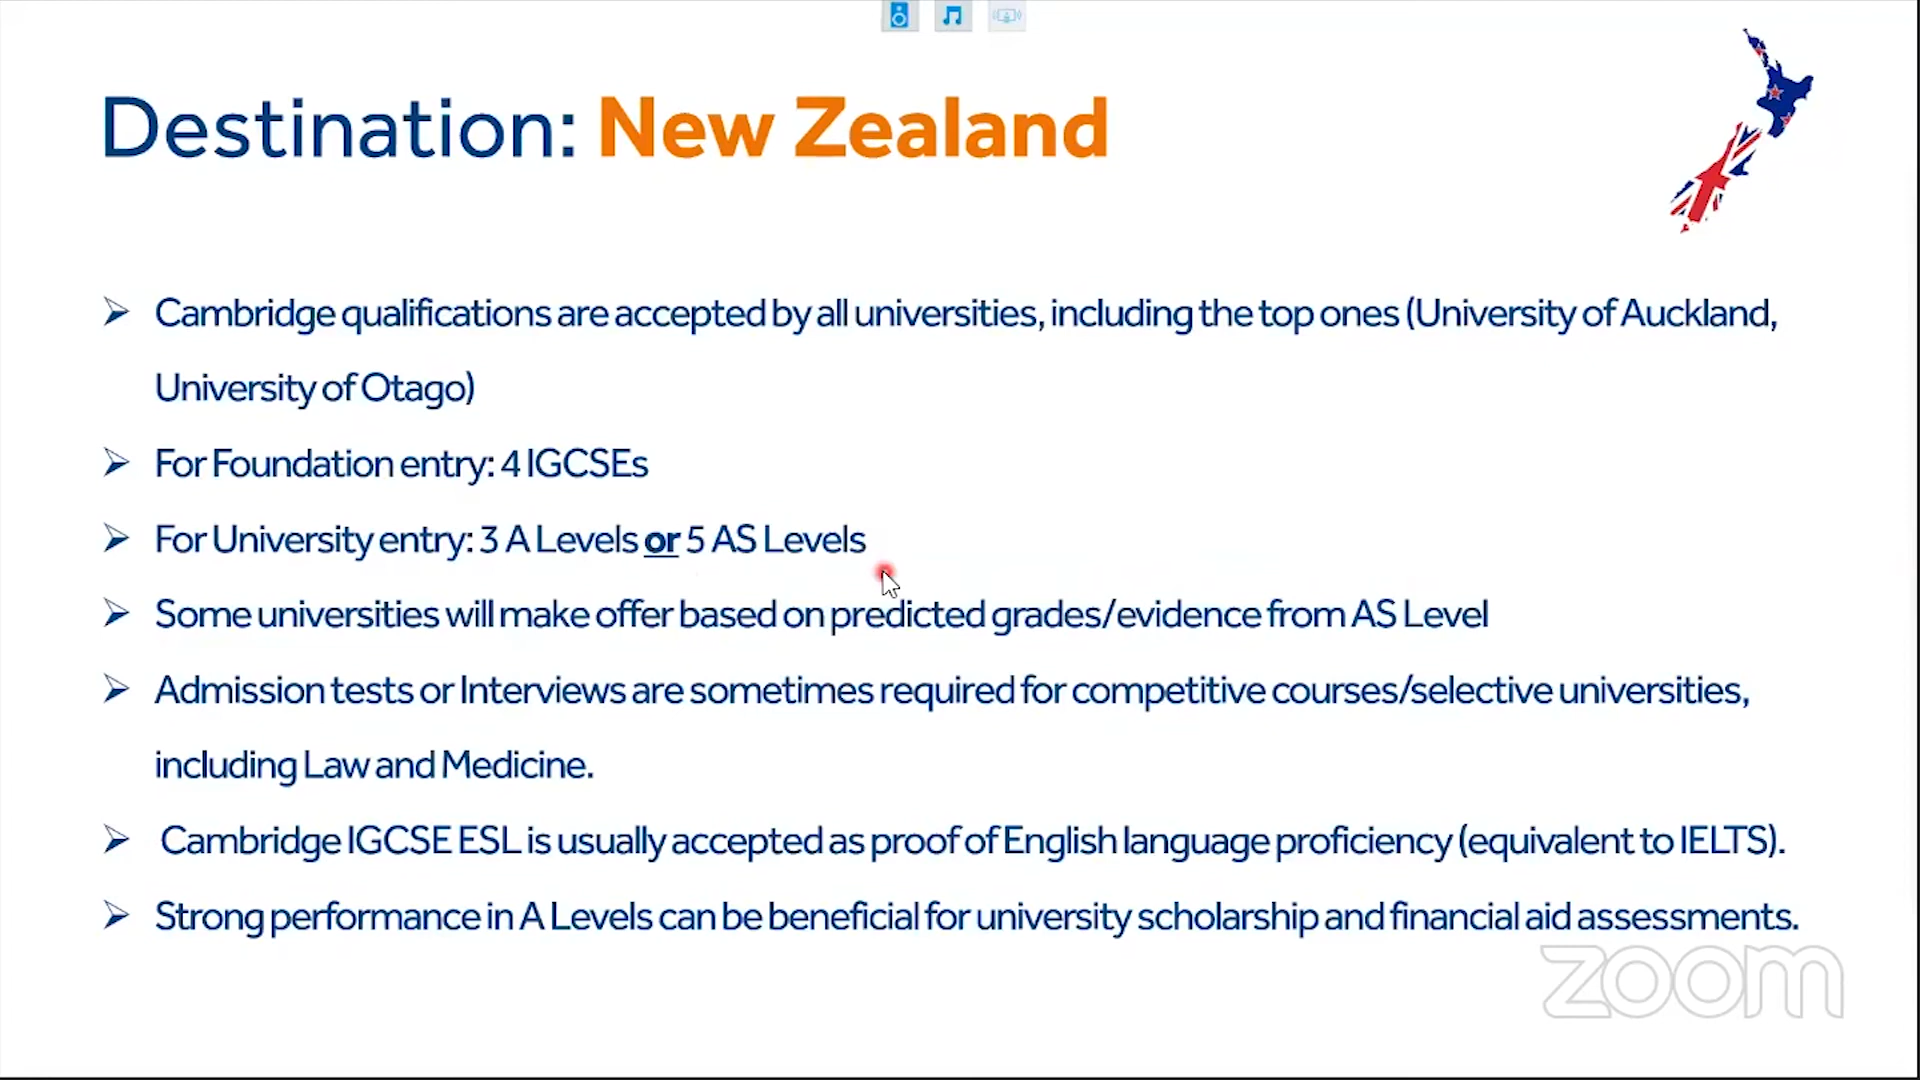 Destination: New Zealand
Cambridge qualifications are accepted by all universities, including the top ones (University of Auckland,
University of Otago)
For Foundation entry: 4 IGCSEs
For University entry: 3 A Levels or 5 AS Levels
Some universities will make offer based on predicted grades/evidence from AS Level
Admission tests or Interviews are sometimes required for competitive courses/selective universities,
including Law and Medicine.
Cambridge IGCSE ESL is usually accepted as proof of English language proficiency (equivalent to IELTS).
Strong performance in A Levels can be beneficial for university scholarship and financial aid assessments.
zoom